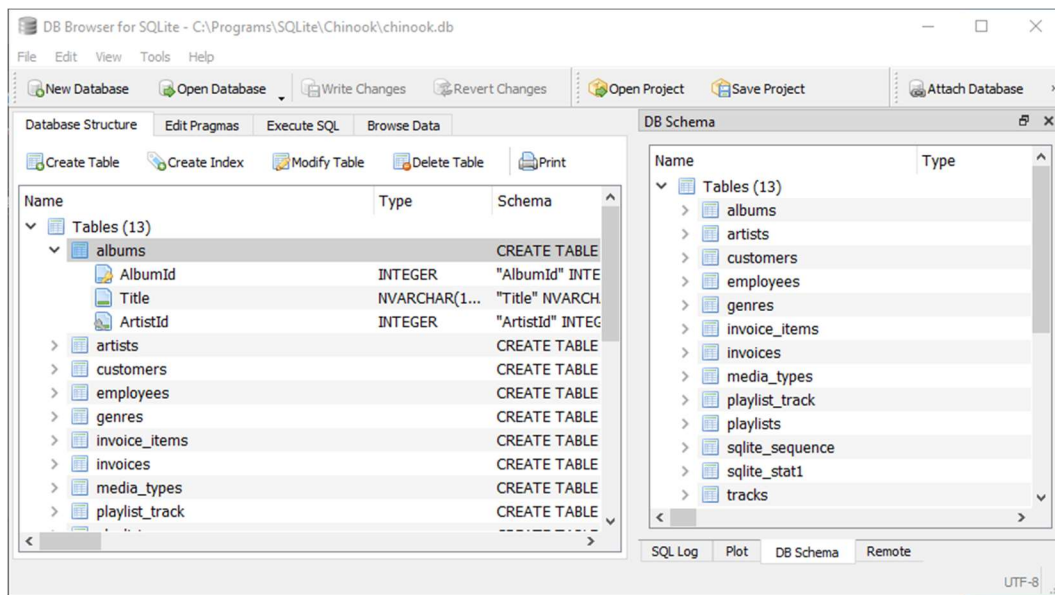 DB Browser for SQLite - C:\Programs\SQLite\Chinook\chinook.db
File Edit View Tools Help
New Database Open Database Write Changes Revert Changes Open Project Save Project Attach Database
Database Structure Edit Pragmas Execute SQL Browse Data
Create Table Create Index Modify Table Delete Table Print
Name Type Schema
Tables (13)
albums CREATE TABLE
AlbumId INTEGER "AlbumId" INTE
Title NVARCHAR(1... "Title" NVARCH
ArtistId INTEGER "ArtistId" INTEG
artists CREATE TABLE
customers CREATE TABLE
employees CREATE TABLE
genres CREATE TABLE
invoice_items CREATE TABLE
invoices CREATE TABLE
media_types CREATE TABLE
playlist_track CREATE TABLE
DB Schema
Name Type
Tables (13)
albums
artists
customers
employees
genres
invoice_items
invoices
media_types
playlist_track
playlists
sqlite_sequence
sqlite_stat1
tracks
SQL Log Plot DB Schema Remote
UTF-8